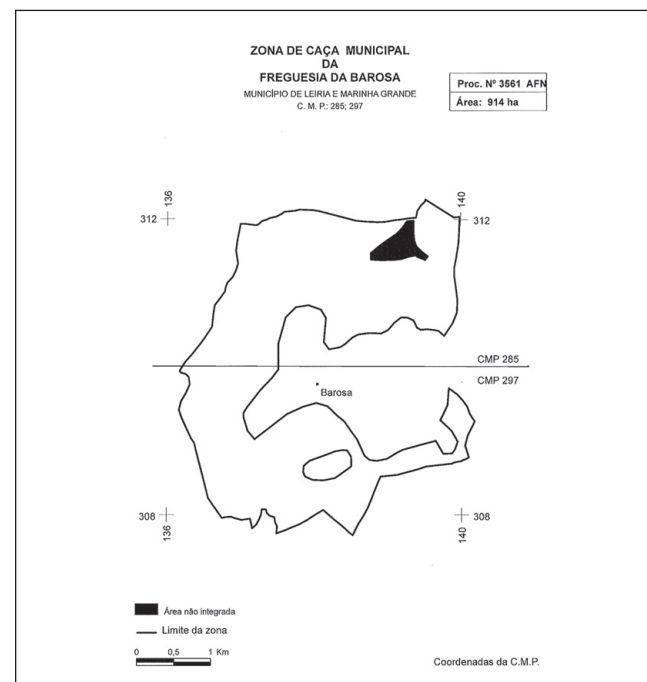 ZONA DE CAÇA MUNICIPAL
DA
FREGUESIA DA BAROSA
MUNICÍPIO DE LEIRIA E MARINHA GRANDE
C. M. P.: 285; 297
Proc. Nº 3561 AFN
Área: 914 ha
136
140
312
312
CMP 285
CMP 297
Barosa
308
308
136
140
Área não integrada
Limite da zona
0 0,5 1 Km
Coordenadas da C.M.P.